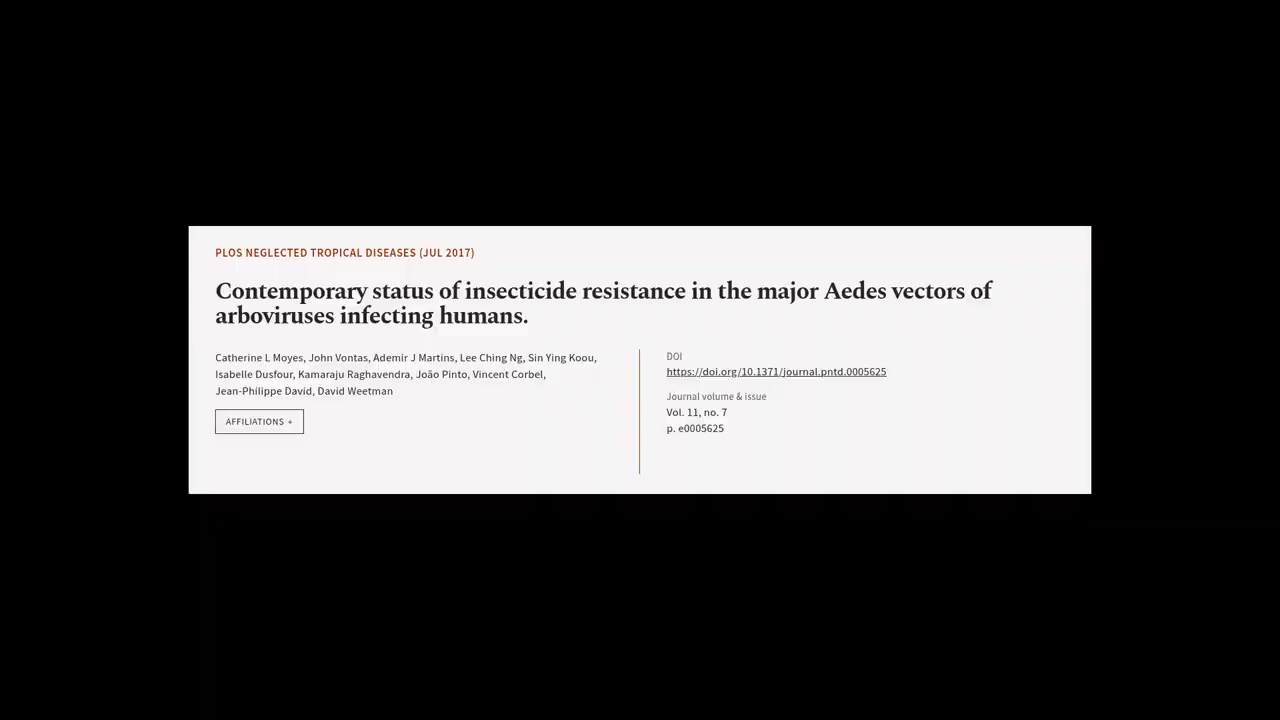 PLOS NEGLECTED TROPICAL DISEASES (JUL 2017)
Contemporary status of insecticide resistance in the major Aedes vectors of
arboviruses infecting humans.
Catherine L Moyes, John Vontas, Ademir J Martins, Lee Ching Ng, Sin Ying Koou,
Isabelle Dusfour, Kamaraju Raghavendra, João Pinto, Vincent Corbel,
Jean-Philippe David, David Weetman
AFFILIATIONS +
DOI
https://doi.org/10.1371/journal.pntd.0005625
Journal volume & issue
Vol. 11, no. 7
p. e0005625